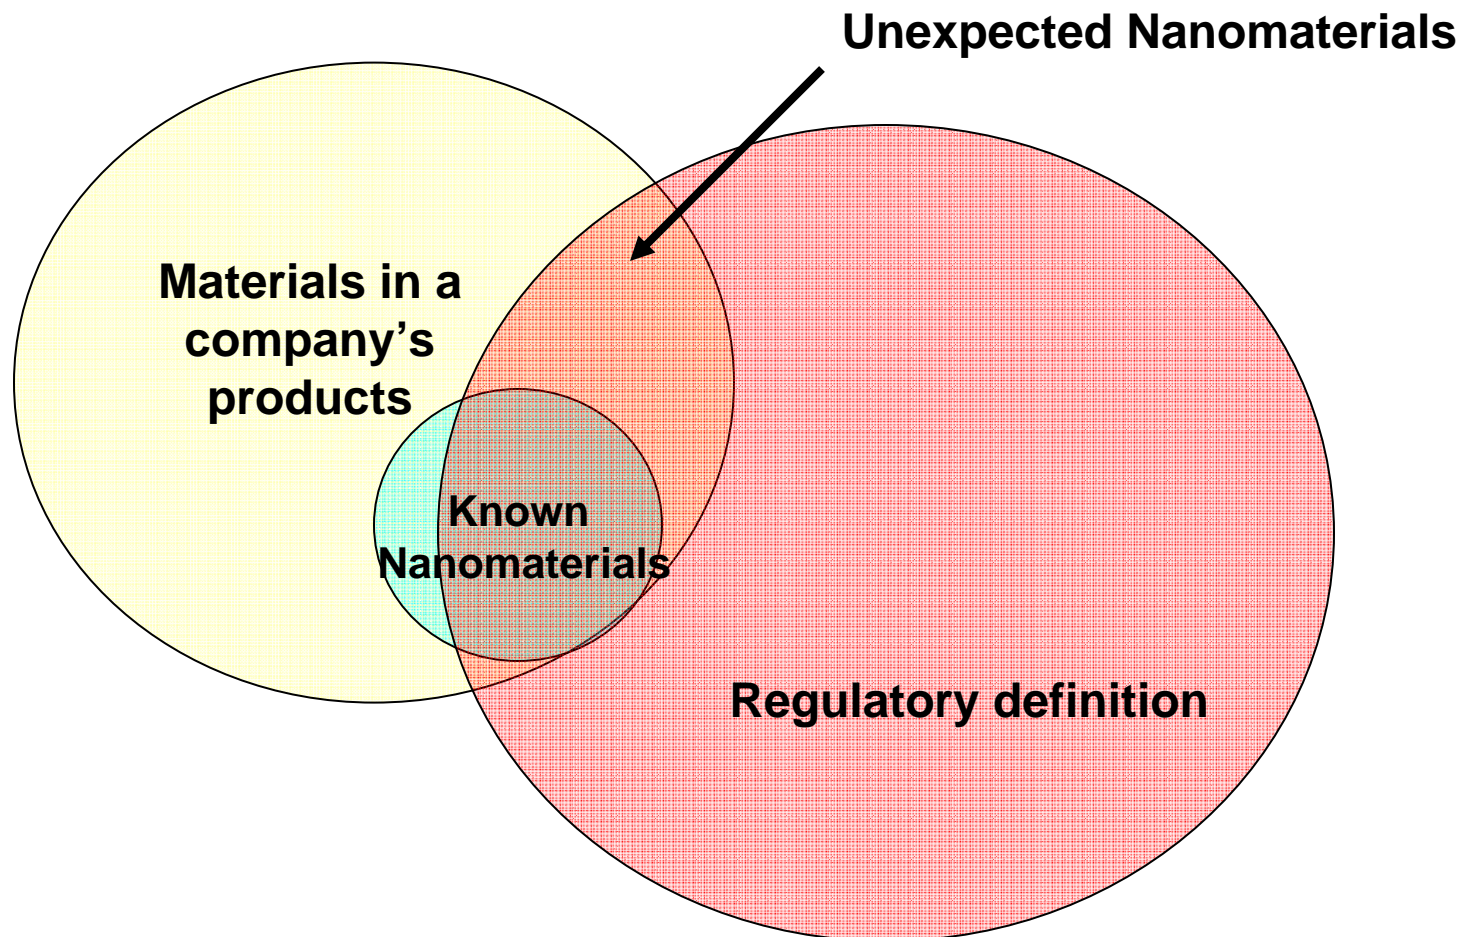 Unexpected Nanomaterials
Materials in a
company’s
products
Known
Nanomaterials
Regulatory definition